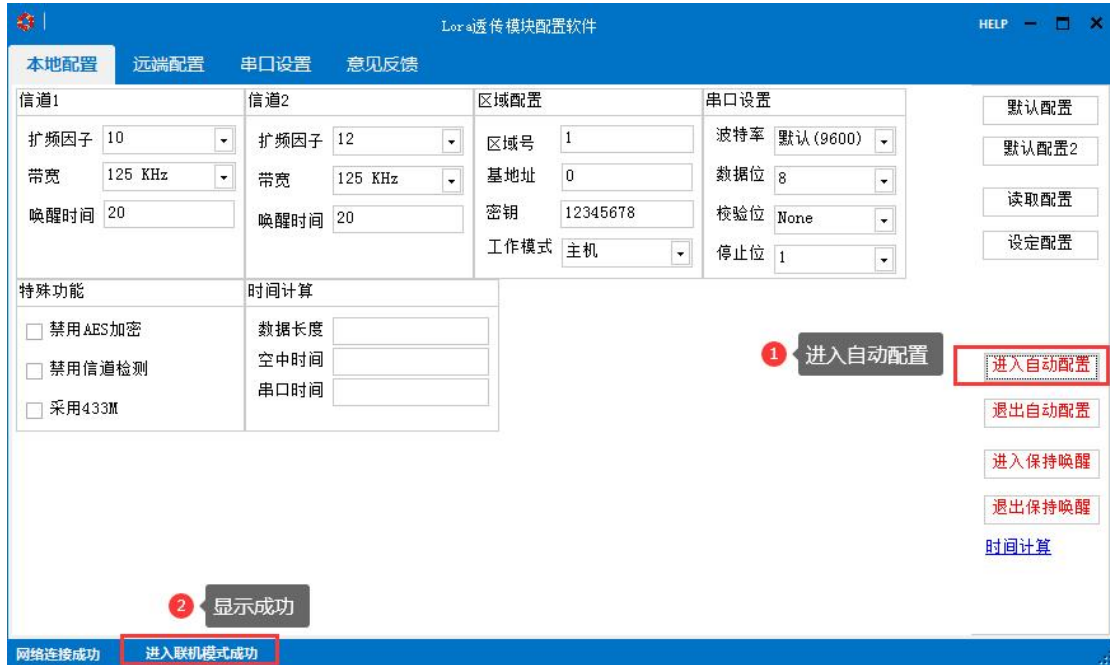 Lora透传模块配置软件
HELP
本地配置 远端配置 串口设置 意见反馈
信道1
扩频因子 10
带宽 125 KHz
唤醒时间 20
信道2
扩频因子 12
带宽 125 KHz
唤醒时间 20
区域配置
区域号 1
基地址 0
密钥 12345678
工作模式 主机
串口设置
波特率 默认(9600)
数据位 8
校验位 None
停止位 1
默认配置
默认配置2
读取配置
设定配置
特殊功能
禁用AES加密
禁用信道检测
采用433M
时间计算
数据长度
空中时间
串口时间
1 进入自动配置
进入自动配置
退出自动配置
进入保持唤醒
退出保持唤醒
时间计算
2 显示成功
网络连接成功 进入联机模式成功